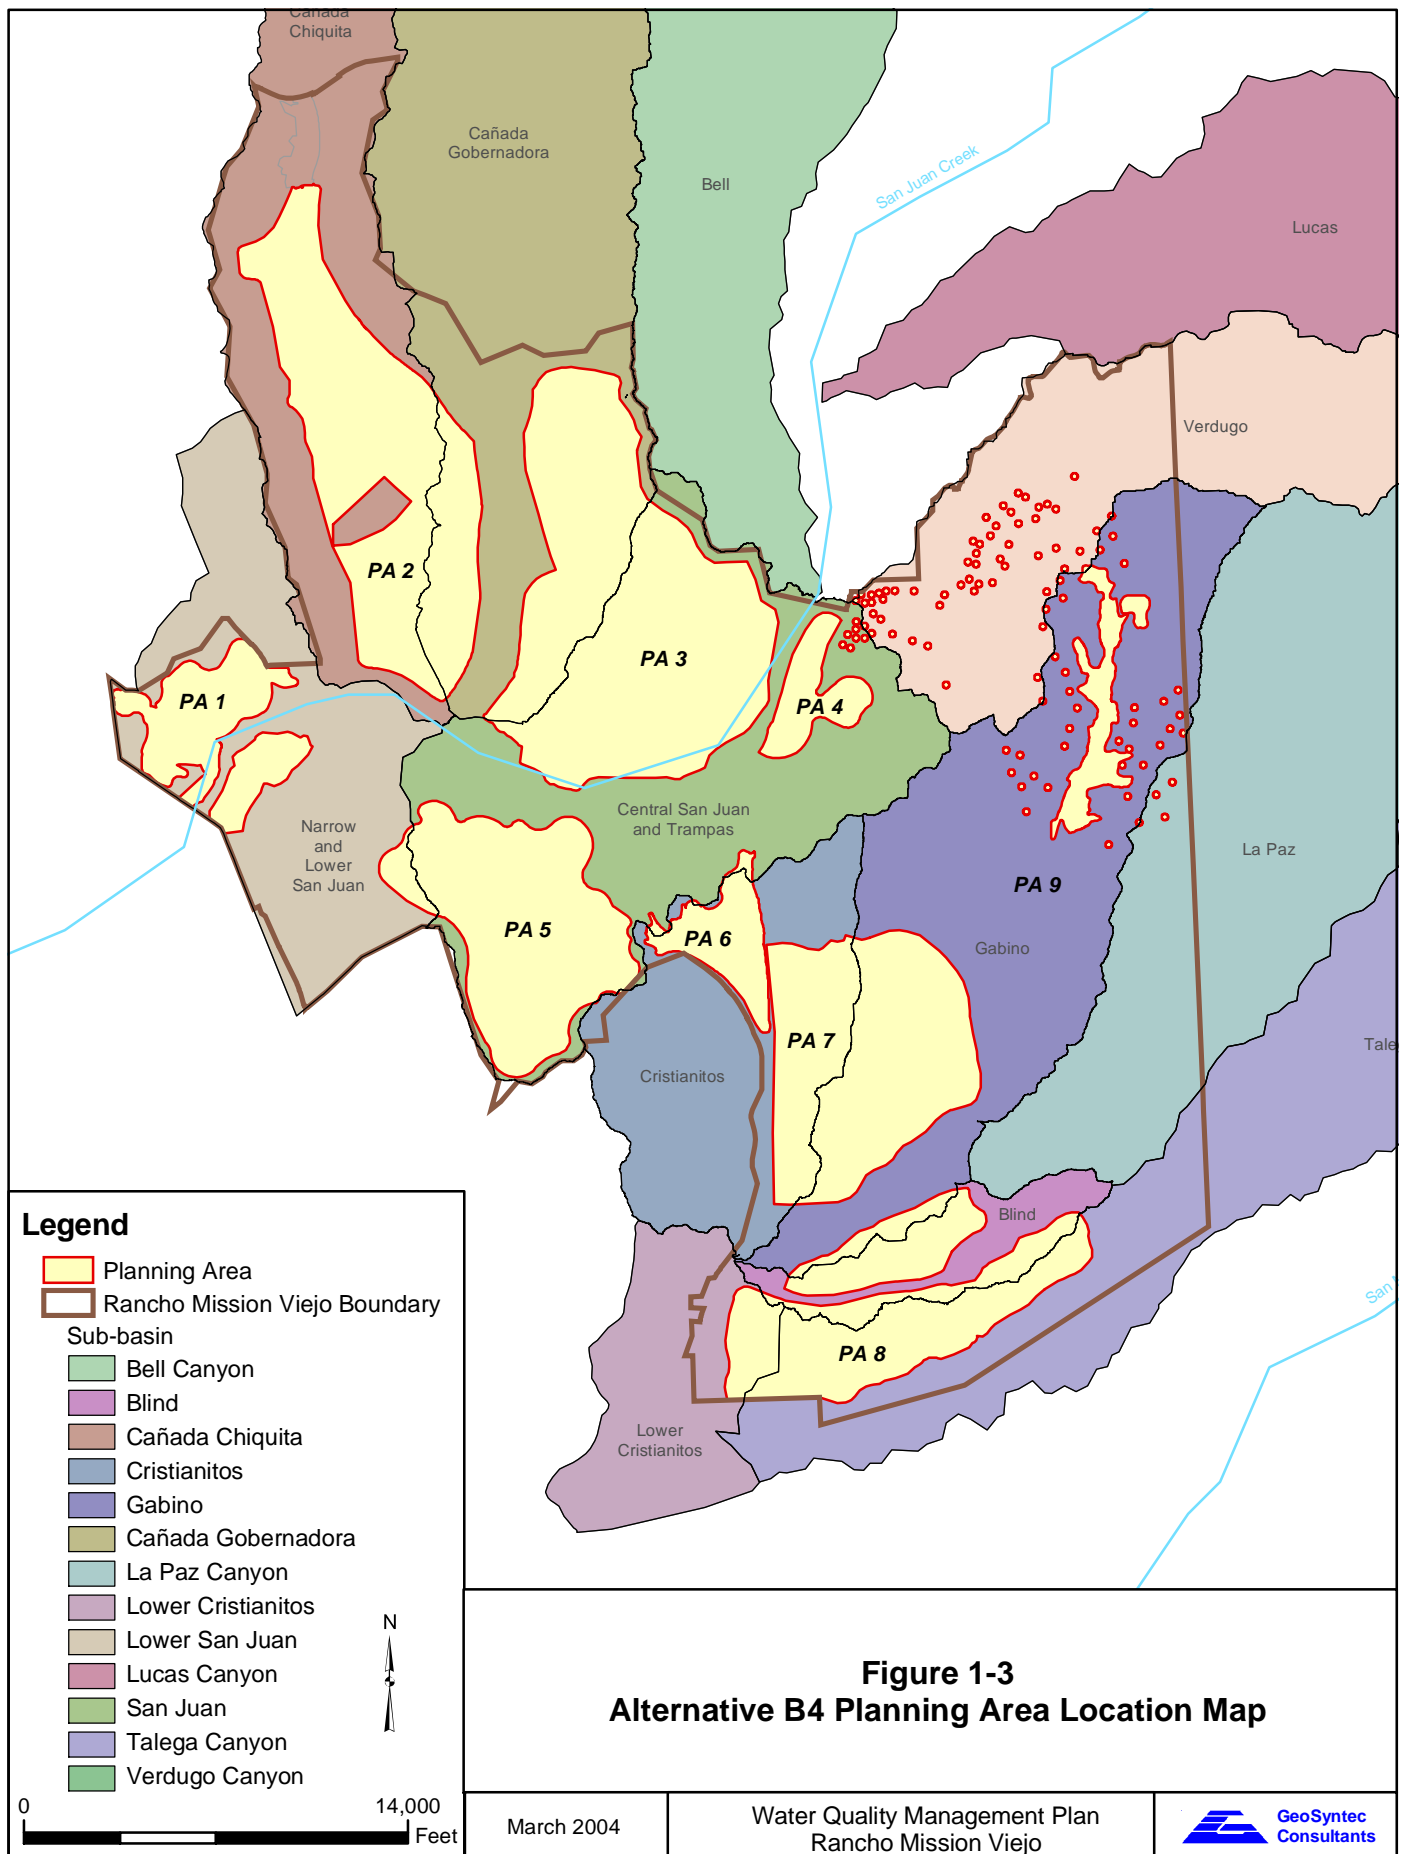 Cañada
Chiquita
Cañada
Gobernadora
Bell
San Juan Creek
Lucas
Verdugo
PA 2
PA 3
PA 1
PA 4
Narrow
and
Lower
San Juan
Central San Juan
and Trampas
La Paz
PA 9
PA 5
PA 6
Gabino
PA 7
Tale
Cristianitos
Blind
San
PA 8
Lower
Cristianitos
Legend
Planning Area
Rancho Mission Viejo Boundary
Sub-basin
Bell Canyon
Blind
Cañada Chiquita
Cristianitos
Gabino
Cañada Gobernadora
La Paz Canyon
Lower Cristianitos
Lower San Juan
Lucas Canyon
San Juan
Talega Canyon
Verdugo Canyon
N
0 14,000
Feet
Figure 1-3
Alternative B4 Planning Area Location Map
March 2004
Water Quality Management Plan
Rancho Mission Viejo
GeoSyntec
Consultants